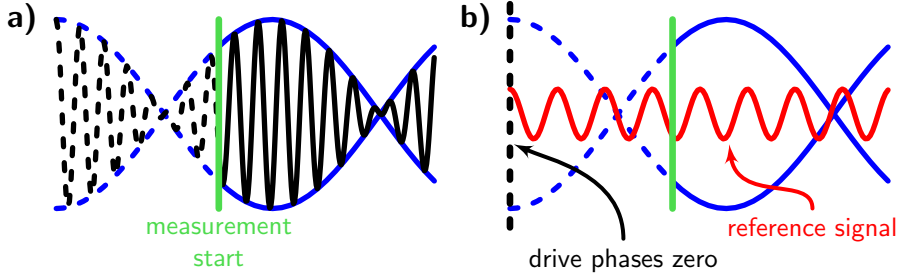 a)
measurement
start
b)
drive phases zero
reference signal